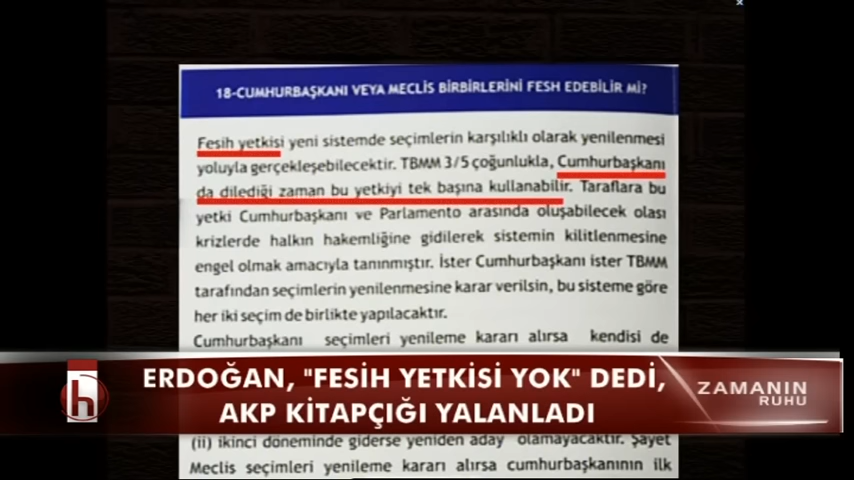 18-CUMHURBAŞKANI VEYA MECLİS BİRBİRLERİNİ FESH EDEBİLİR Mİ?
Fesih yetkisi yeni sistemde seçimlerin karşılıklı olarak yenilenmesi
yoluyla gerçekleşebilecektir. TBMM 3/5 çoğunlukla, Cumhurbaşkanı
da dilediği zaman bu yetkiyi tek başına kullanabilir. Taraflara bu
yetki Cumhurbaşkanı ve Parlamento arasında oluşabilecek olası
krizlerde halkın hakemliğine gidilerek sistemin kilitlenmesine
engel olmak amacıyla tanınmıştır. İster Cumhurbaşkanı ister TBMM
tarafından seçimlerin yenilenmesine karar verilsin, bu sisteme göre
her iki seçim de birlikte yapılacaktır.
Cumhurbaşkanı seçimleri yenileme kararı alırsa kendisi de
h
ERDOĞAN, "FESİH YETKİSİ YOK" DEDİ,
AKP KİTAPÇIĞI YALANLADI
ZAMANIN
RUHU
(ii) ikinci döneminde giderse yeniden aday olamayacaktır. Şayet
Meclis seçimleri yenileme kararı alırsa cumhurbaşkanının ilk